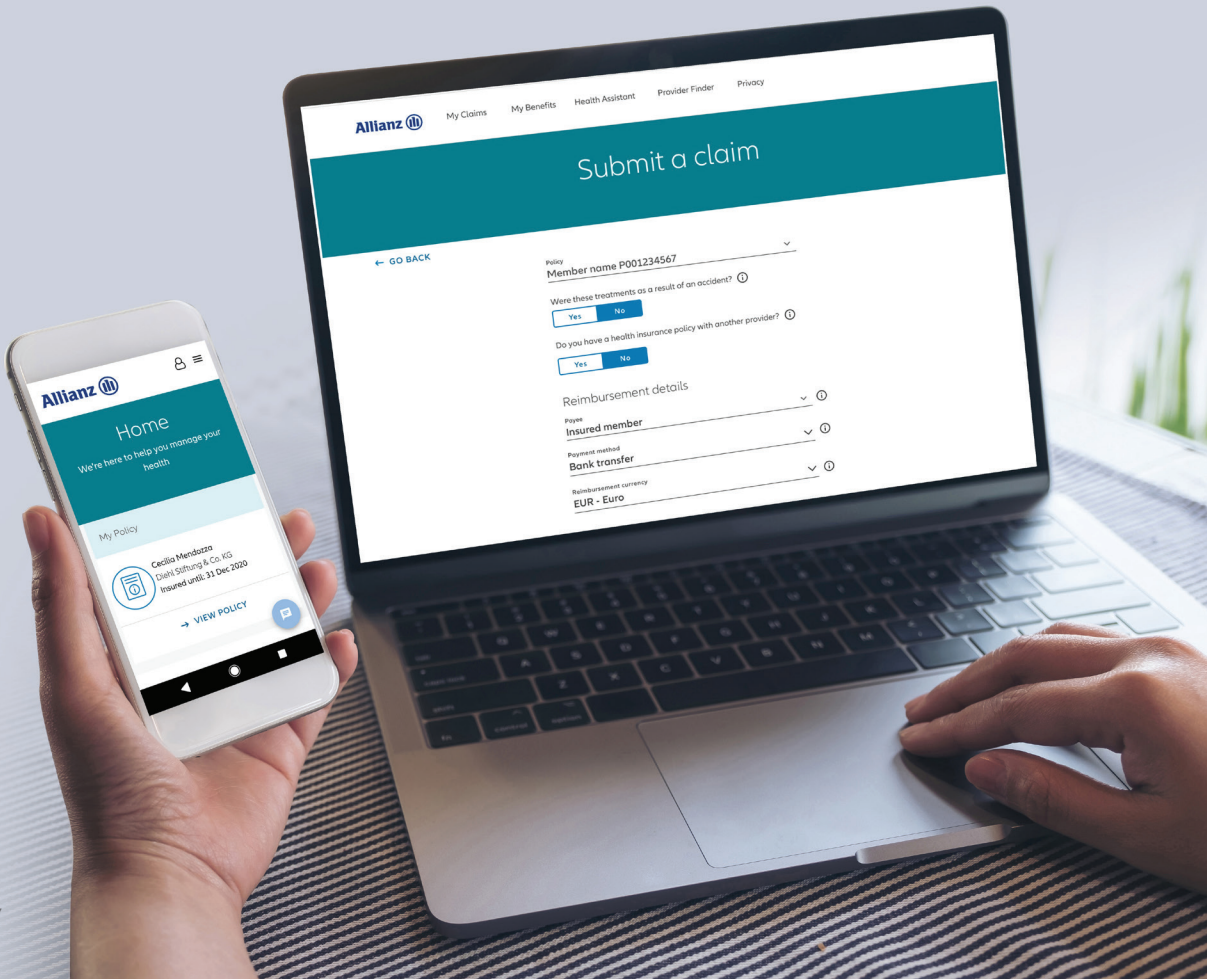 Allianz
My Claims
My Benefits
Health Assistant
Provider Finder
Privacy
Submit a claim
← GO BACK
Policy
Member name P001234567
Were these treatments as a result of an accident?
Yes No
Do you have a health insurance policy with another provider?
Yes No
Reimbursement details
Payee
Insured member
Payment method
Bank transfer
Reimbursement currency
EUR - Euro
Allianz
Home
We're here to help you manage your
health
My Policy
Cecilia Mendozza
Diehl Stiftung & Co. KG
Insured until: 31 Dec 2020
→ VIEW POLICY